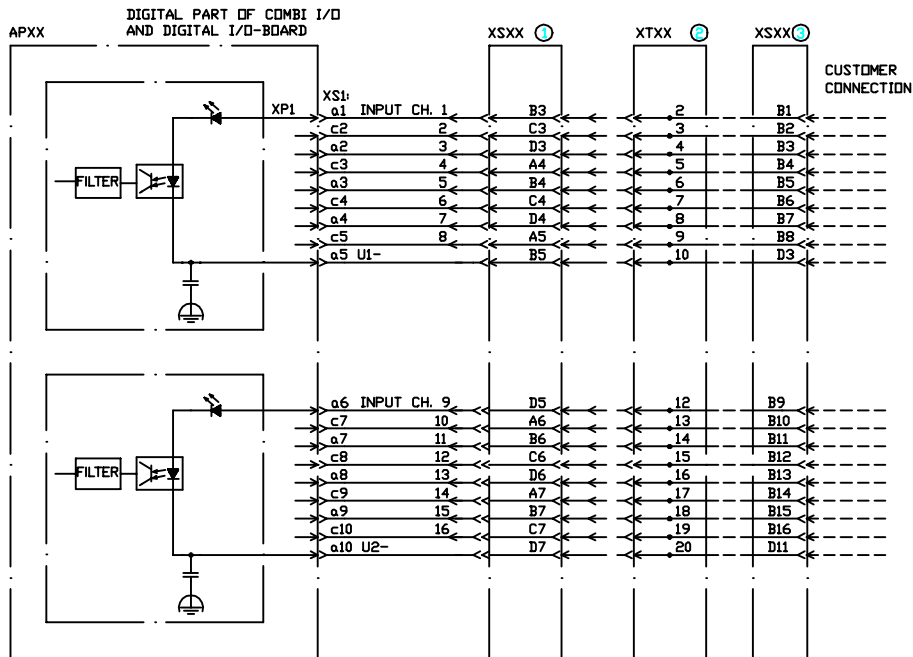 DIGITAL PART OF COMBI I/O
AND DIGITAL I/O-BOARD
APXX
XSXX 1
XTXX 2
XSXX 3
CUSTOMER
CONNECTION
XP1
XS1:
a1 INPUT CH. 1 B3 2 B1
c2 2 C3 3 B2
a2 3 D3 4 B3
c3 4 A4 5 B4
a3 5 B4 6 B5
c4 6 C4 7 B6
a4 7 D4 8 B7
c5 8 A5 9 B8
a5 U1- B5 10 D3
FILTER
a6 INPUT CH. 9 D5 12 B9
c7 10 A6 13 B10
a7 11 B6 14 B11
c8 12 C6 15 B12
a8 13 D6 16 B13
c9 14 A7 17 B14
a9 15 B7 18 B15
c10 16 C7 19 B16
a10 U2- D7 20 D11
FILTER